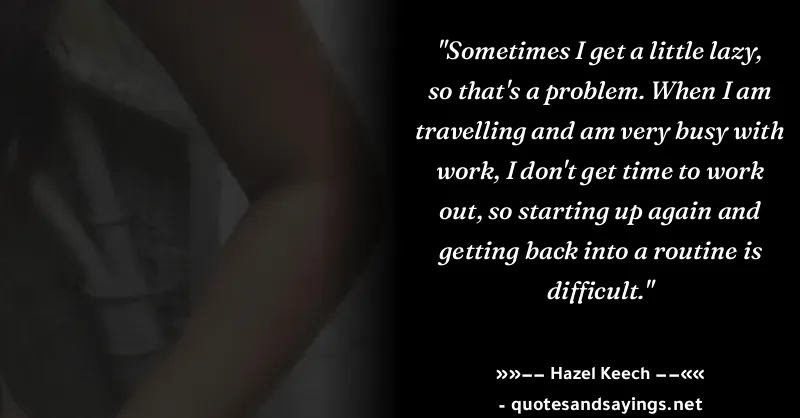 "Sometimes I get a little lazy,
so that's a problem. When I am
travelling and am very busy with
work, I don't get time to work
out, so starting up again and
getting back into a routine is
difficult."
»»−− Hazel Keech −−««
- quotesandsayings.net